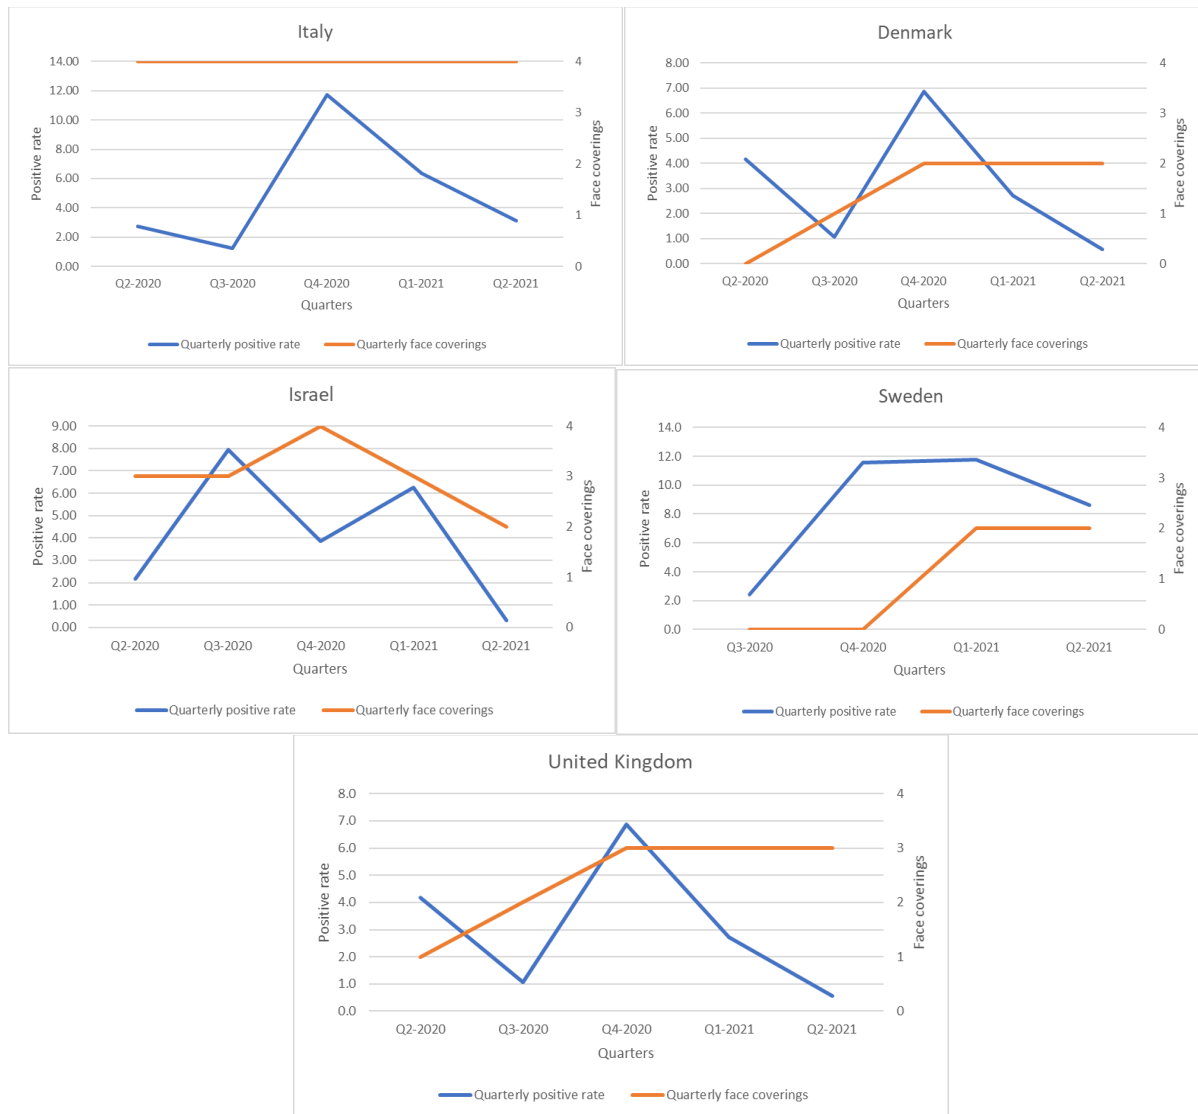 Italy
14.00
12.00
10.00
8.00
6.00
4.00
2.00
0.00
Positive rate
4
3
2
1
0
Face coverings
Q2-2020 Q3-2020 Q4-2020 Q1-2021 Q2-2021
Quarters
Quarterly positive rate Quarterly face coverings
Denmark
8.00
7.00
6.00
5.00
4.00
3.00
2.00
1.00
0.00
Positive rate
4
3
2
1
0
Face coverings
Q2-2020 Q3-2020 Q4-2020 Q1-2021 Q2-2021
Quarters
Quarterly positive rate Quarterly face coverings
Israel
9.00
8.00
7.00
6.00
5.00
4.00
3.00
2.00
1.00
0.00
Positive rate
4
3
2
1
0
Face coverings
Q2-2020 Q3-2020 Q4-2020 Q1-2021 Q2-2021
Quarters
Quarterly positive rate Quarterly face coverings
Sweden
14.0
12.0
10.0
8.0
6.0
4.0
2.0
0.0
Positive rate
4
3
2
1
0
Face coverings
Q3-2020 Q4-2020 Q1-2021 Q2-2021
Quarters
Quarterly positive rate Quarterly face coverings
United Kingdom
8.0
7.0
6.0
5.0
4.0
3.0
2.0
1.0
0.0
Positive rate
4
3
2
1
0
Face coverings
Q2-2020 Q3-2020 Q4-2020 Q1-2021 Q2-2021
Quarters
Quarterly positive rate Quarterly face coverings